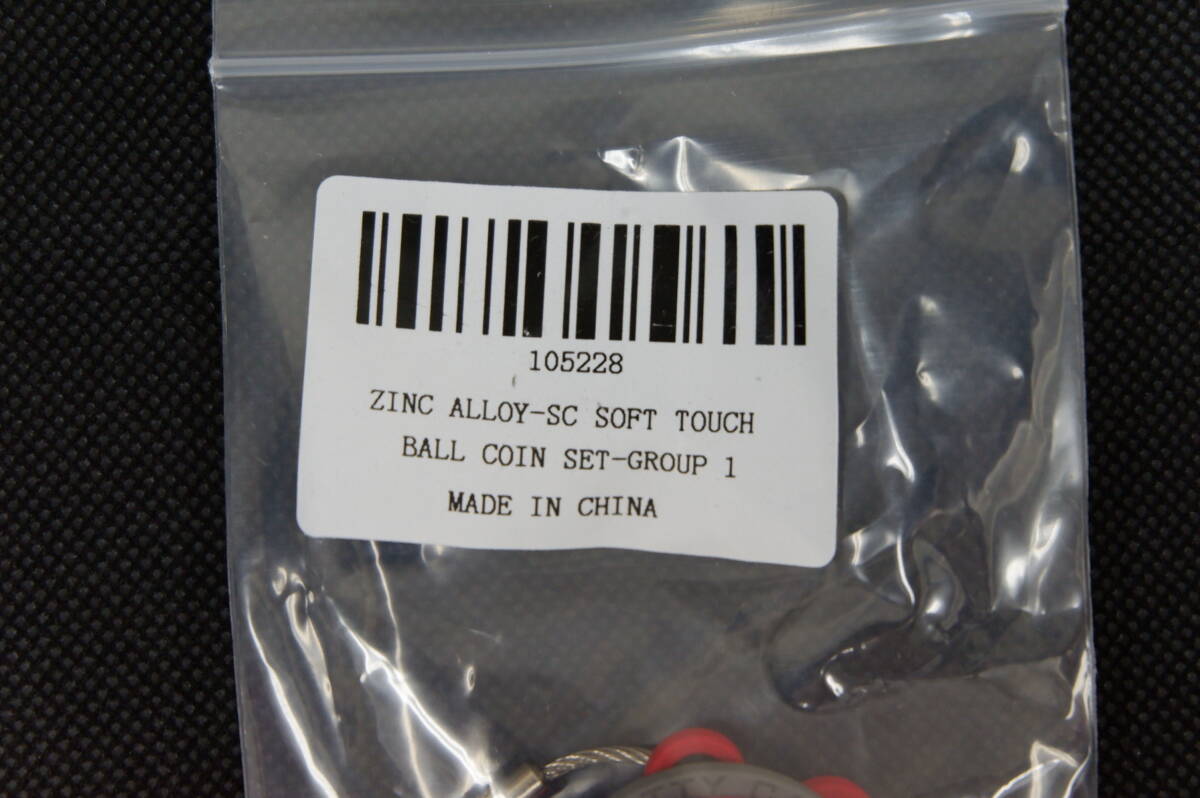 105228
ZINC ALLOY-SC SOFT TOUCH
BALL COIN SET-GROUP 1
MADE IN CHINA